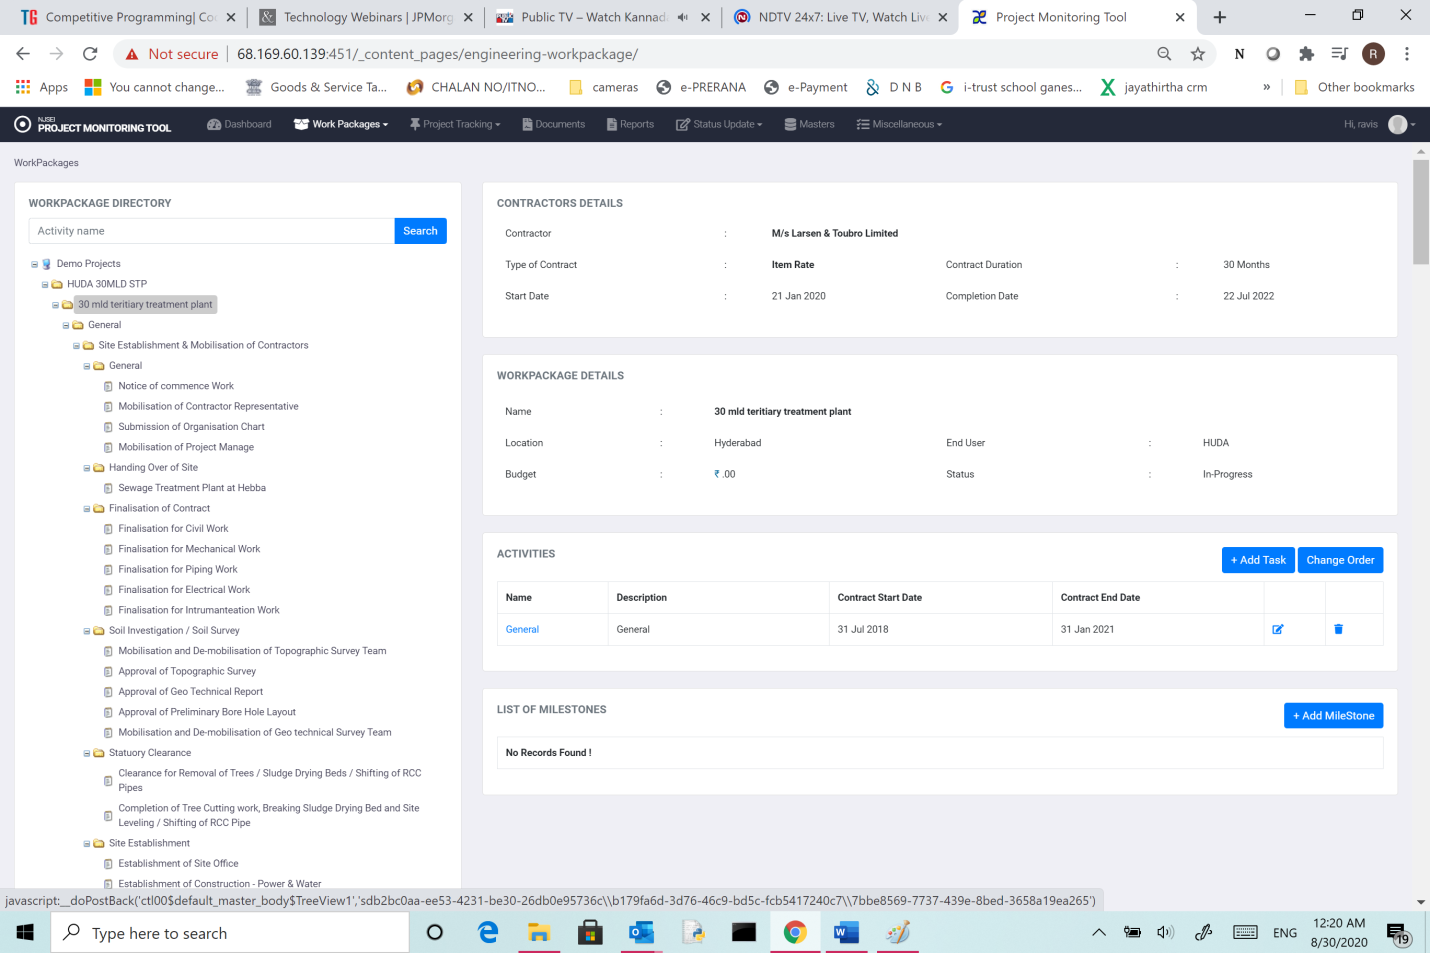 Competitive Programming| Co
Technology Webinars | JPMorg
Public TV – Watch Kannad
NDTV 24x7: Live TV, Watch Liv
Project Monitoring Tool
Not secure | 68.169.60.139:451/_content_pages/engineering-workpackage/
N
R
Apps
You cannot change...
Goods & Service Ta...
CHALAN NO/ITNO...
cameras
e-PRERANA
e-Payment
D N B
i-trust school ganes...
jayathirtha crm
»
Other bookmarks
NJSEI
PROJECT MONITORING TOOL
Dashboard
Work Packages
Project Tracking
Documents
Reports
Status Update
Masters
Miscellaneous
Hi, ravis
WorkPackages
WORKPACKAGE DIRECTORY
Activity name
Search
Demo Projects
HUDA 30MLD STP
30 mld teritiary treatment plant
General
Site Establishment & Mobilisation of Contractors
General
Notice of commence Work
Mobilisation of Contractor Representative
Submission of Organisation Chart
Mobilisation of Project Manage
Handing Over of Site
Sewage Treatment Plant at Hebba
Finalisation of Contract
Finalisation for Civil Work
Finalisation for Mechanical Work
Finalisation for Piping Work
Finalisation for Electrical Work
Finalisation for Intrumanteation Work
Soil Investigation / Soil Survey
Mobilisation and De-mobilisation of Topographic Survey Team
Approval of Topographic Survey
Approval of Geo Technical Report
Approval of Preliminary Bore Hole Layout
Mobilisation and De-mobilisation of Geo technical Survey Team
Statuory Clearance
Clearance for Removal of Trees / Sludge Drying Beds / Shifting of RCC
Pipes
Completion of Tree Cutting work, Breaking Sludge Drying Bed and Site
Leveling / Shifting of RCC Pipe
Site Establishment
Establishment of Site Office
Establishment of Construction - Power & Water
CONTRACTORS DETAILS
Contractor : M/s Larsen & Toubro Limited
Type of Contract : Item Rate Contract Duration : 30 Months
Start Date : 21 Jan 2020 Completion Date : 22 Jul 2022
WORKPACKAGE DETAILS
Name : 30 mld teritiary treatment plant
Location : Hyderabad End User : HUDA
Budget : ₹ .00 Status : In-Progress
ACTIVITIES
+ Add Task Change Order
Name Description Contract Start Date Contract End Date
General General 31 Jul 2018 31 Jan 2021
LIST OF MILESTONES
+ Add MileStone
No Records Found !
javascript:__doPostBack('ctl00$default_master_body$TreeView1','sdb2bc0aa-ee53-4231-be30-26db0e95736c\\b179fa6d-3d76-46c9-bd5c-fcb5417240c7\\7bbe8569-7737-439e-8bed-3658a19ea265')
Type here to search
ENG
12:20 AM
8/30/2020
19